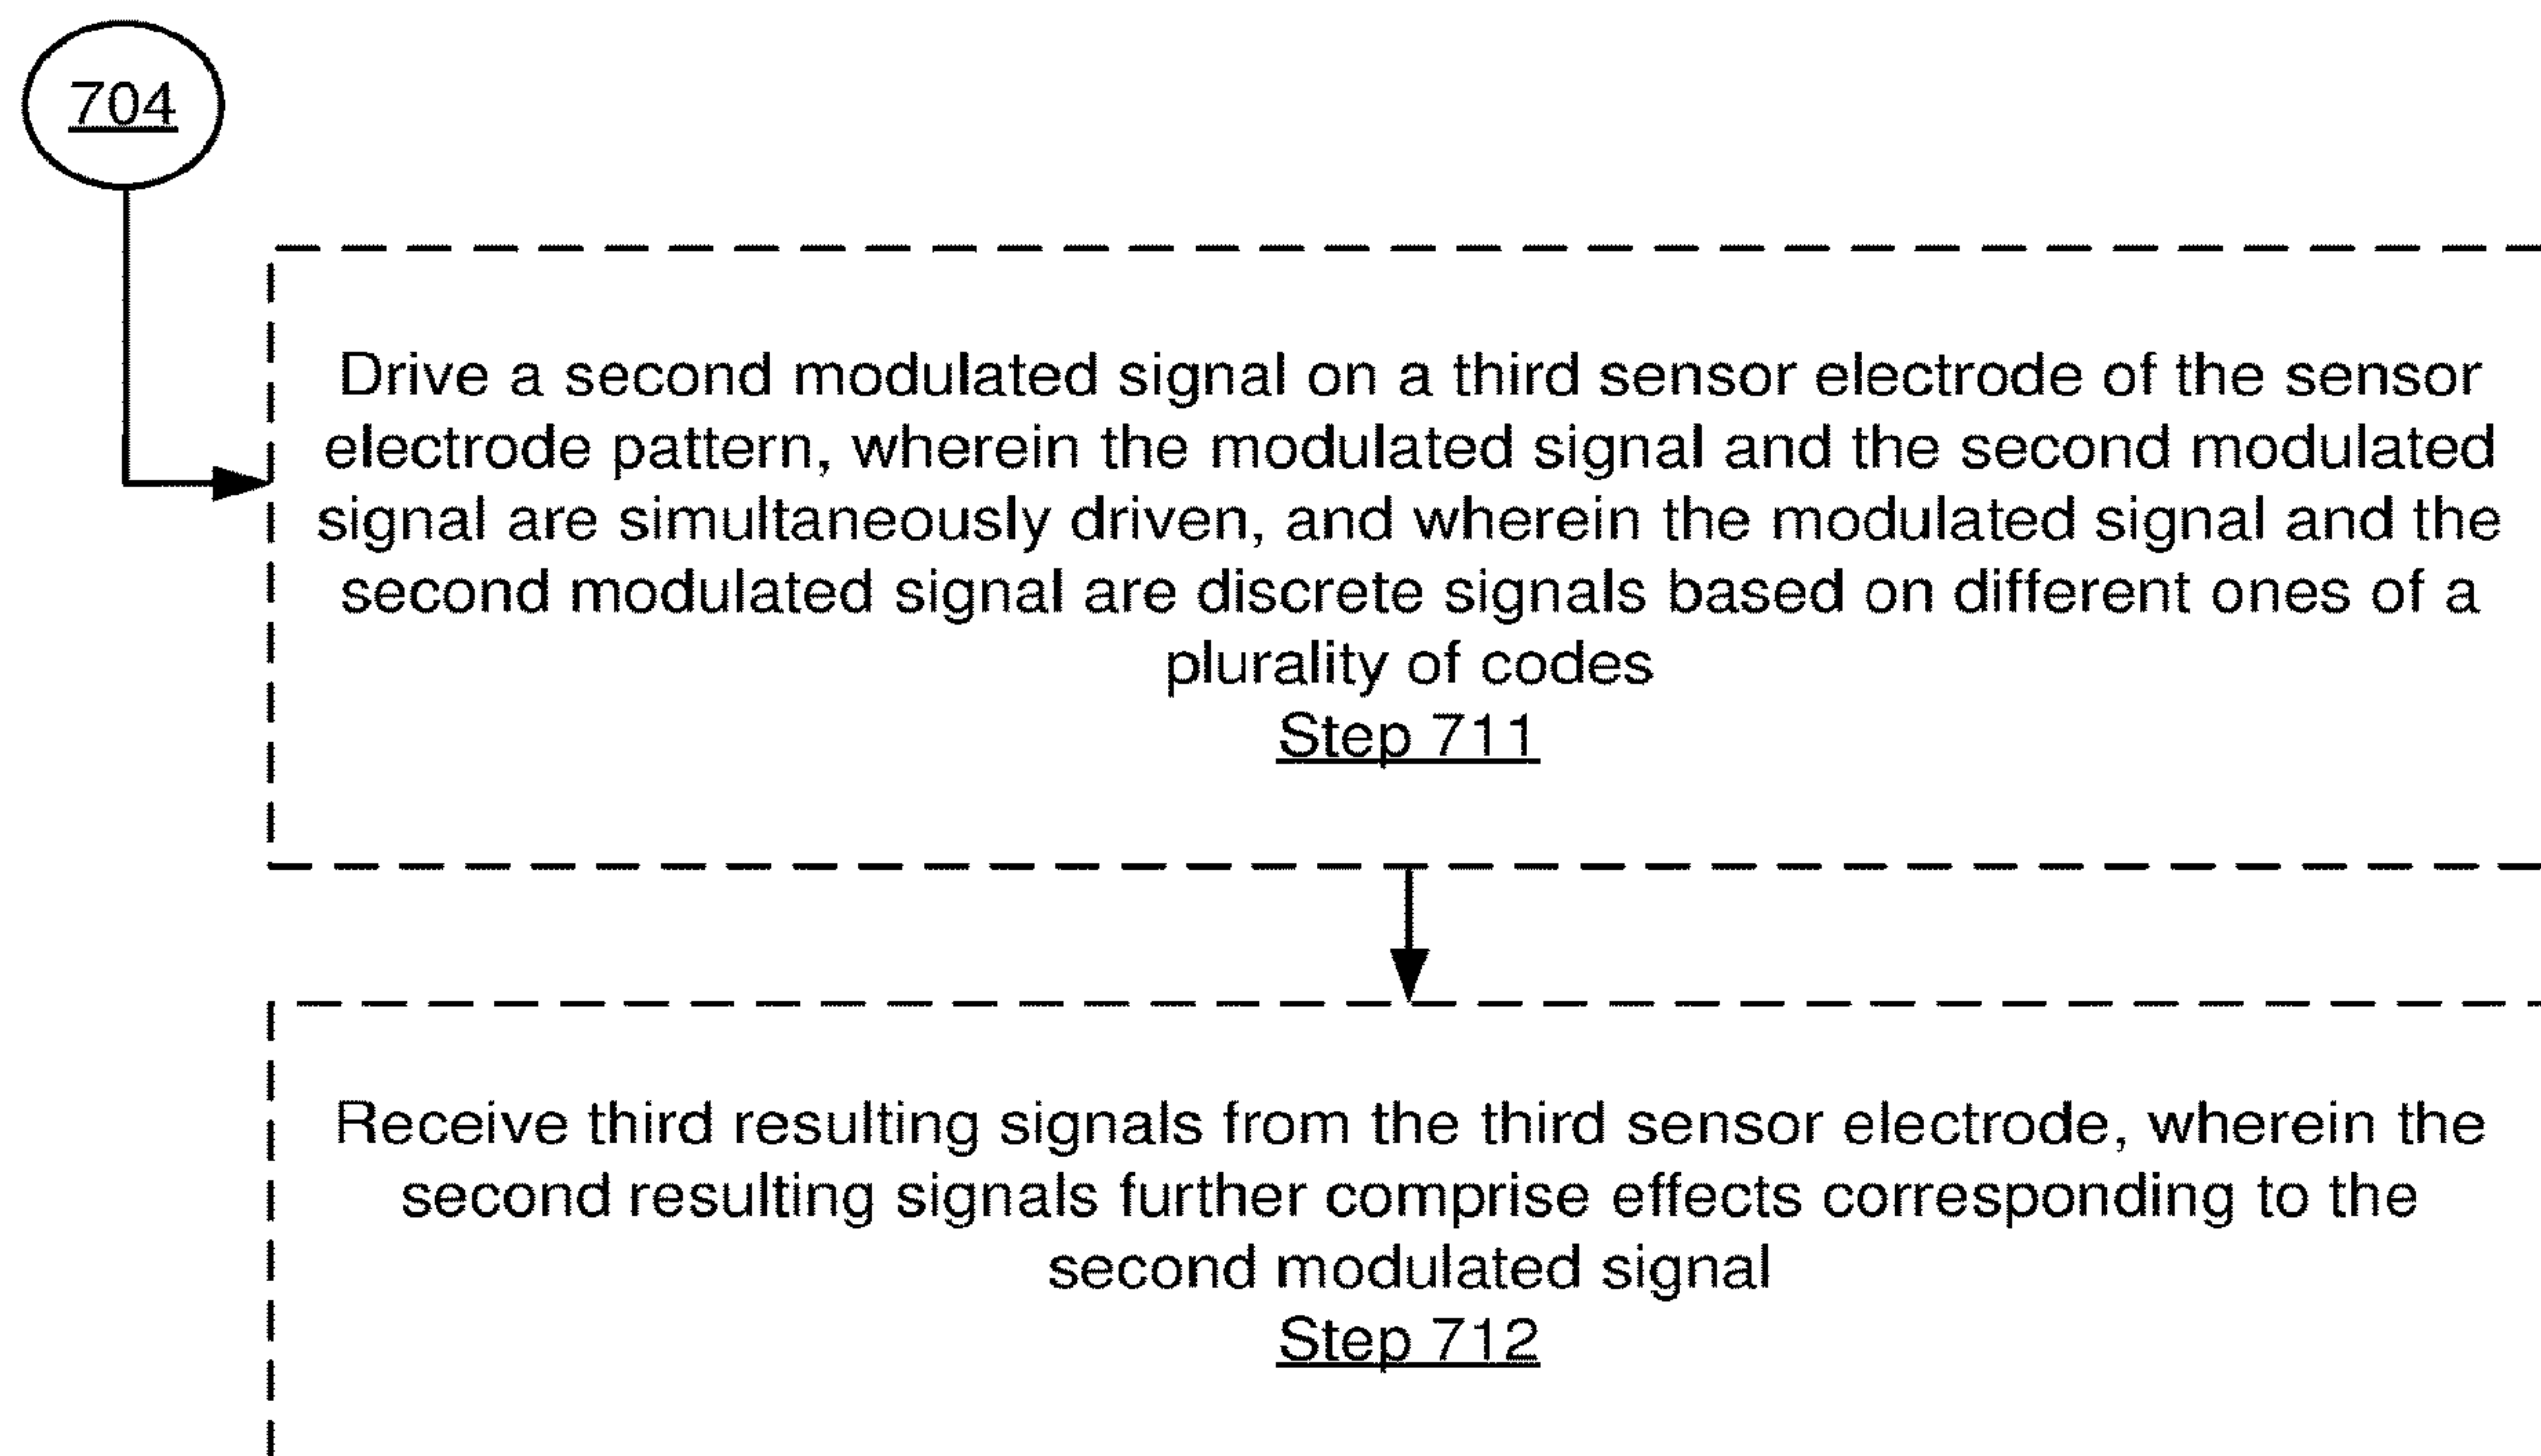 704
Drive a second modulated signal on a third sensor electrode of the sensor
electrode pattern, wherein the modulated signal and the second modulated
signal are simultaneously driven, and wherein the modulated signal and the
second modulated signal are discrete signals based on different ones of a
plurality of codes
Step 711
Receive third resulting signals from the third sensor electrode, wherein the
second resulting signals further comprise effects corresponding to the
second modulated signal
Step 712